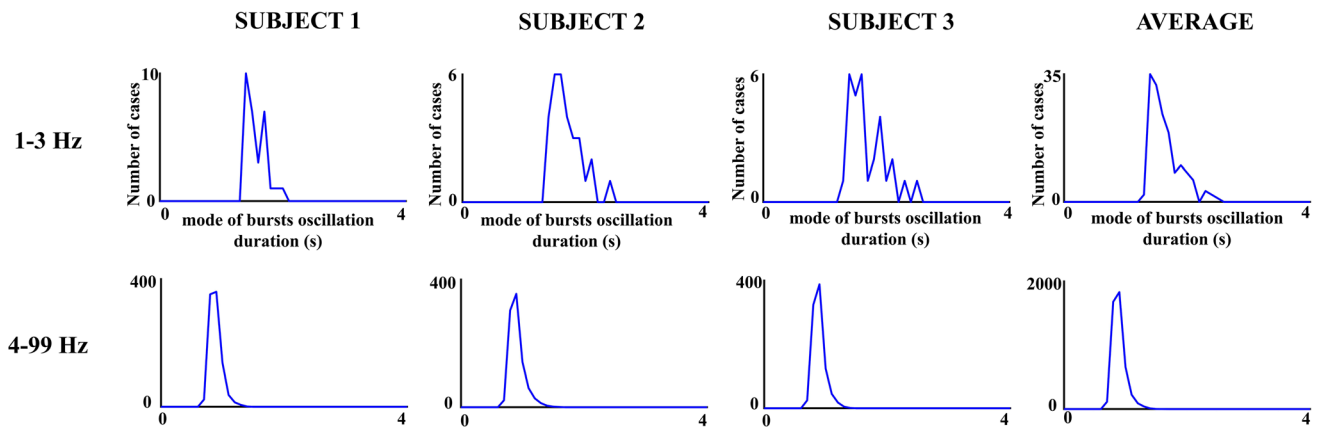 SUBJECT 1
SUBJECT 2
SUBJECT 3
AVERAGE
1-3 Hz
Number of cases
10
0
0
4
mode of bursts oscillation
duration (s)
Number of cases
6
0
0
4
mode of bursts oscillation
duration (s)
Number of cases
6
0
0
4
mode of bursts oscillation
duration (s)
Number of cases
35
0
0
4
mode of bursts oscillation
duration (s)
4-99 Hz
400
0
0
4
400
0
0
4
400
0
0
4
2000
0
0
4